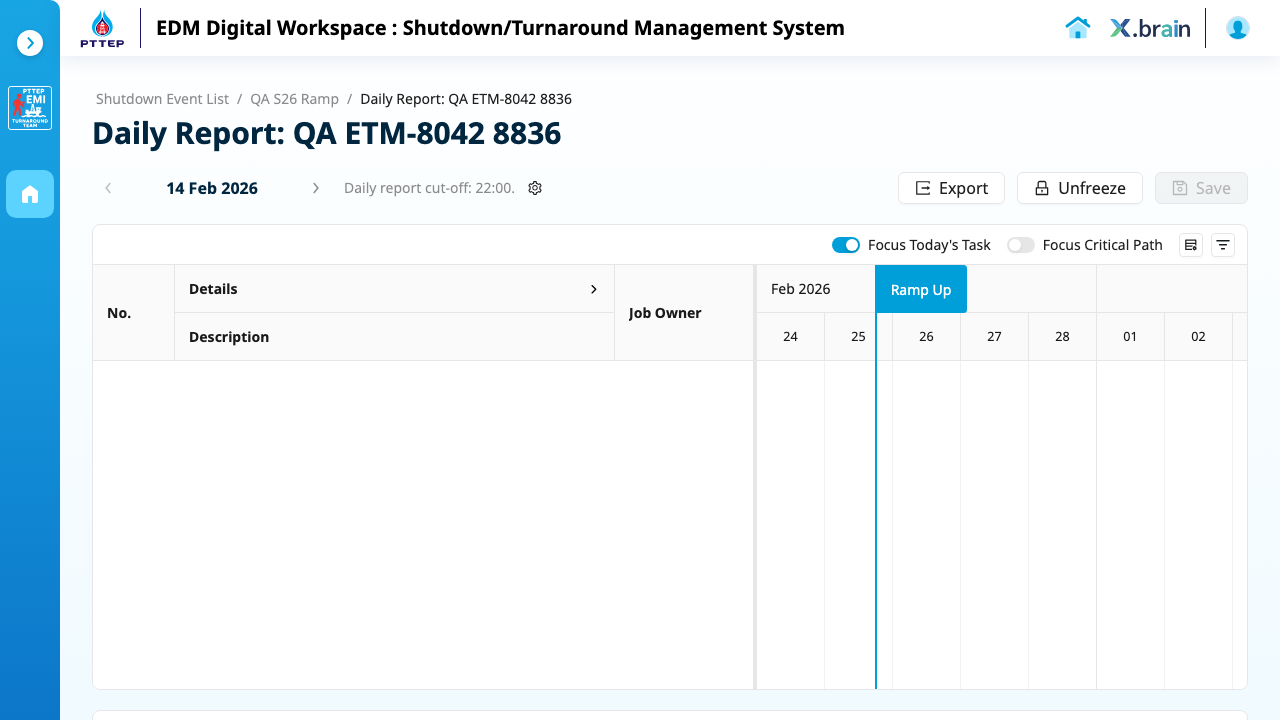 PTTEP
EDM Digital Workspace : Shutdown/Turnaround Management System
X.brain
PTTEP
EMI
TURNAROUND
TEAM
Shutdown Event List / QA S26 Ramp / Daily Report: QA ETM-8042 8836
Daily Report: QA ETM-8042 8836
14 Feb 2026
Daily report cut-off: 22:00.
Export
Unfreeze
Save
Focus Today's Task
Focus Critical Path
No.
Details
Description
Job Owner
Feb 2026
Ramp Up
24 25 26 27 28 01 02